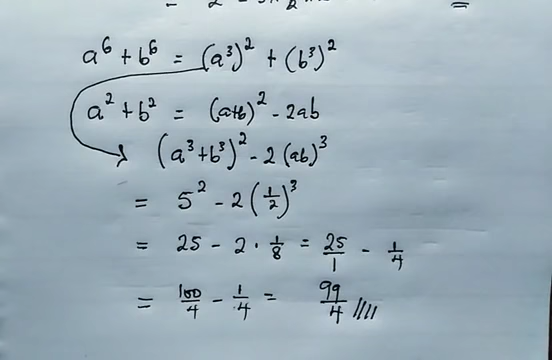 a⁶ + b⁶ = (a³)² + (b³)²
a² + b² = (a+b)² - 2ab
(a³ + b³)² - 2(ab)³
= 5² - 2(1/2)³
= 25 - 2 · 1/8 = 25/1 - 1/4
= 100/4 - 1/4 = 99/4 ////